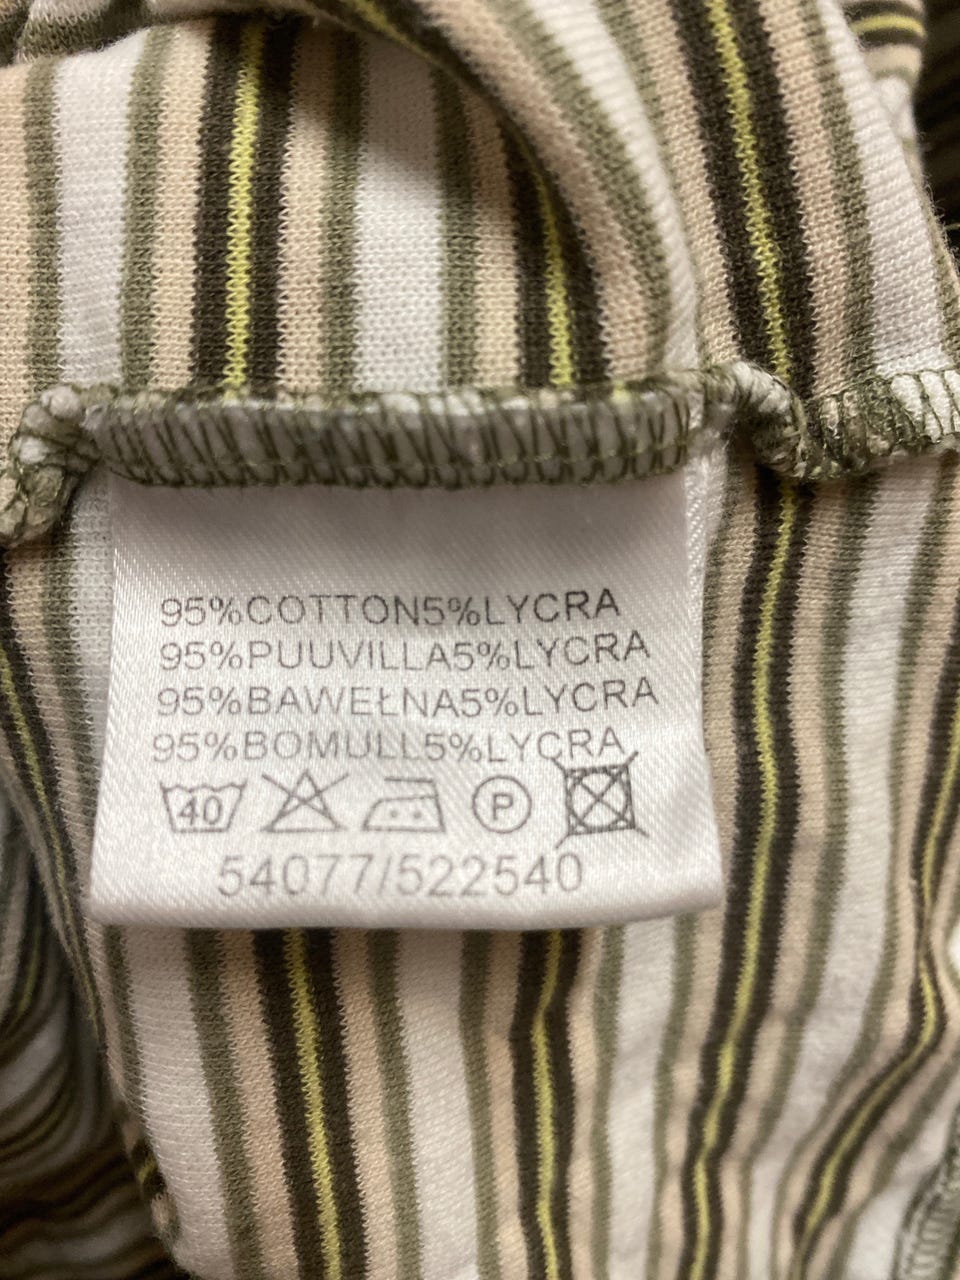 95%COTTON5%LYCRA
95%PUUVILLA5%LYCRA
95%BAWEŁNA5%LYCRA
95%BOMULL5%LYCRA
40 P
54077/522540